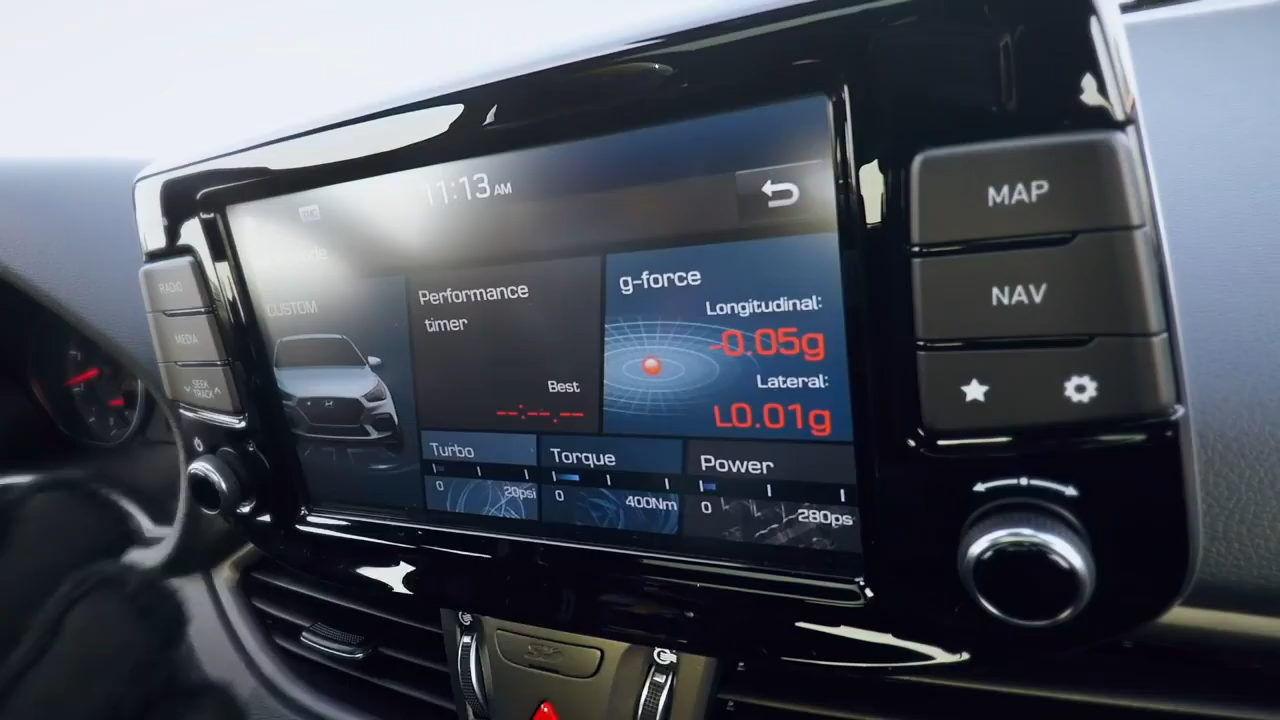 11:13 AM
CUSTOM
Performance
timer
Best
--:--.--
g-force
Longitudinal:
-0.05g
Lateral:
L0.01g
Turbo
0
20psi
Torque
0
400Nm
Power
0
280ps
RADIO
MEDIA
SEEK
TRACK
MAP
NAV